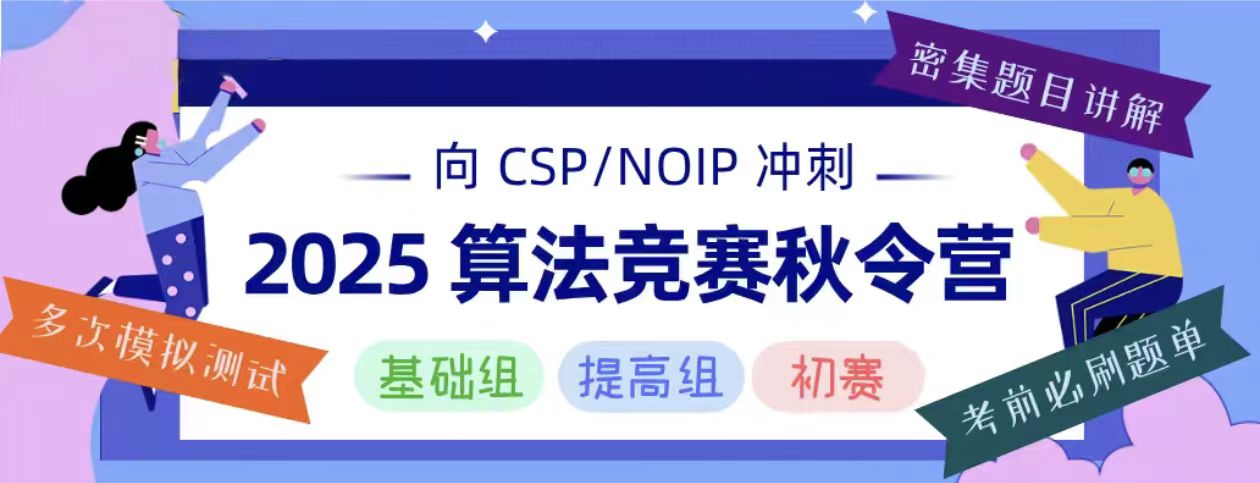 密集题目讲解
向 CSP/NOIP 冲刺
2025 算法竞赛秋令营
多次模拟测试
基础组 提高组 初赛
考前必刷题单